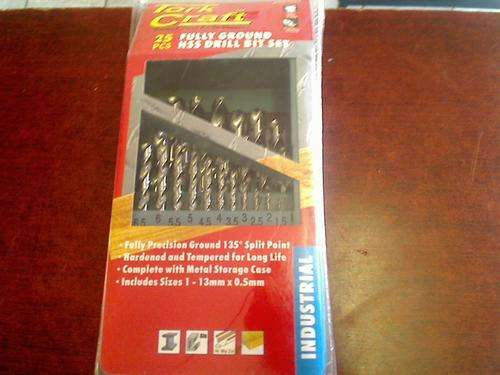 Tork
Craft
25 PCS
FULLY GROUND
HSS DRILL BIT SET
6.5 6 5.5 5 4.5 4 3.5 3 2.5 2 1.5 1
- Fully Precision Ground 135° Split Point
• Hardened and Tempered for Long Life
• Complete with Metal Storage Case
• Includes Sizes 1 - 13mm x 0.5mm
INDUSTRIAL